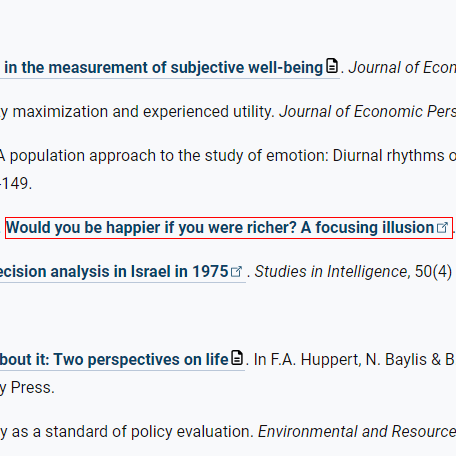 in the measurement of subjective well-being. Journal of Econ
y maximization and experienced utility. Journal of Economic Pers
A population approach to the study of emotion: Diurnal rhythms o
-149.
Would you be happier if you were richer? A focusing illusion.
ecision analysis in Israel in 1975. Studies in Intelligence, 50(4)
bout it: Two perspectives on life. In F.A. Huppert, N. Baylis & B
y Press.
y as a standard of policy evaluation. Environmental and Resource